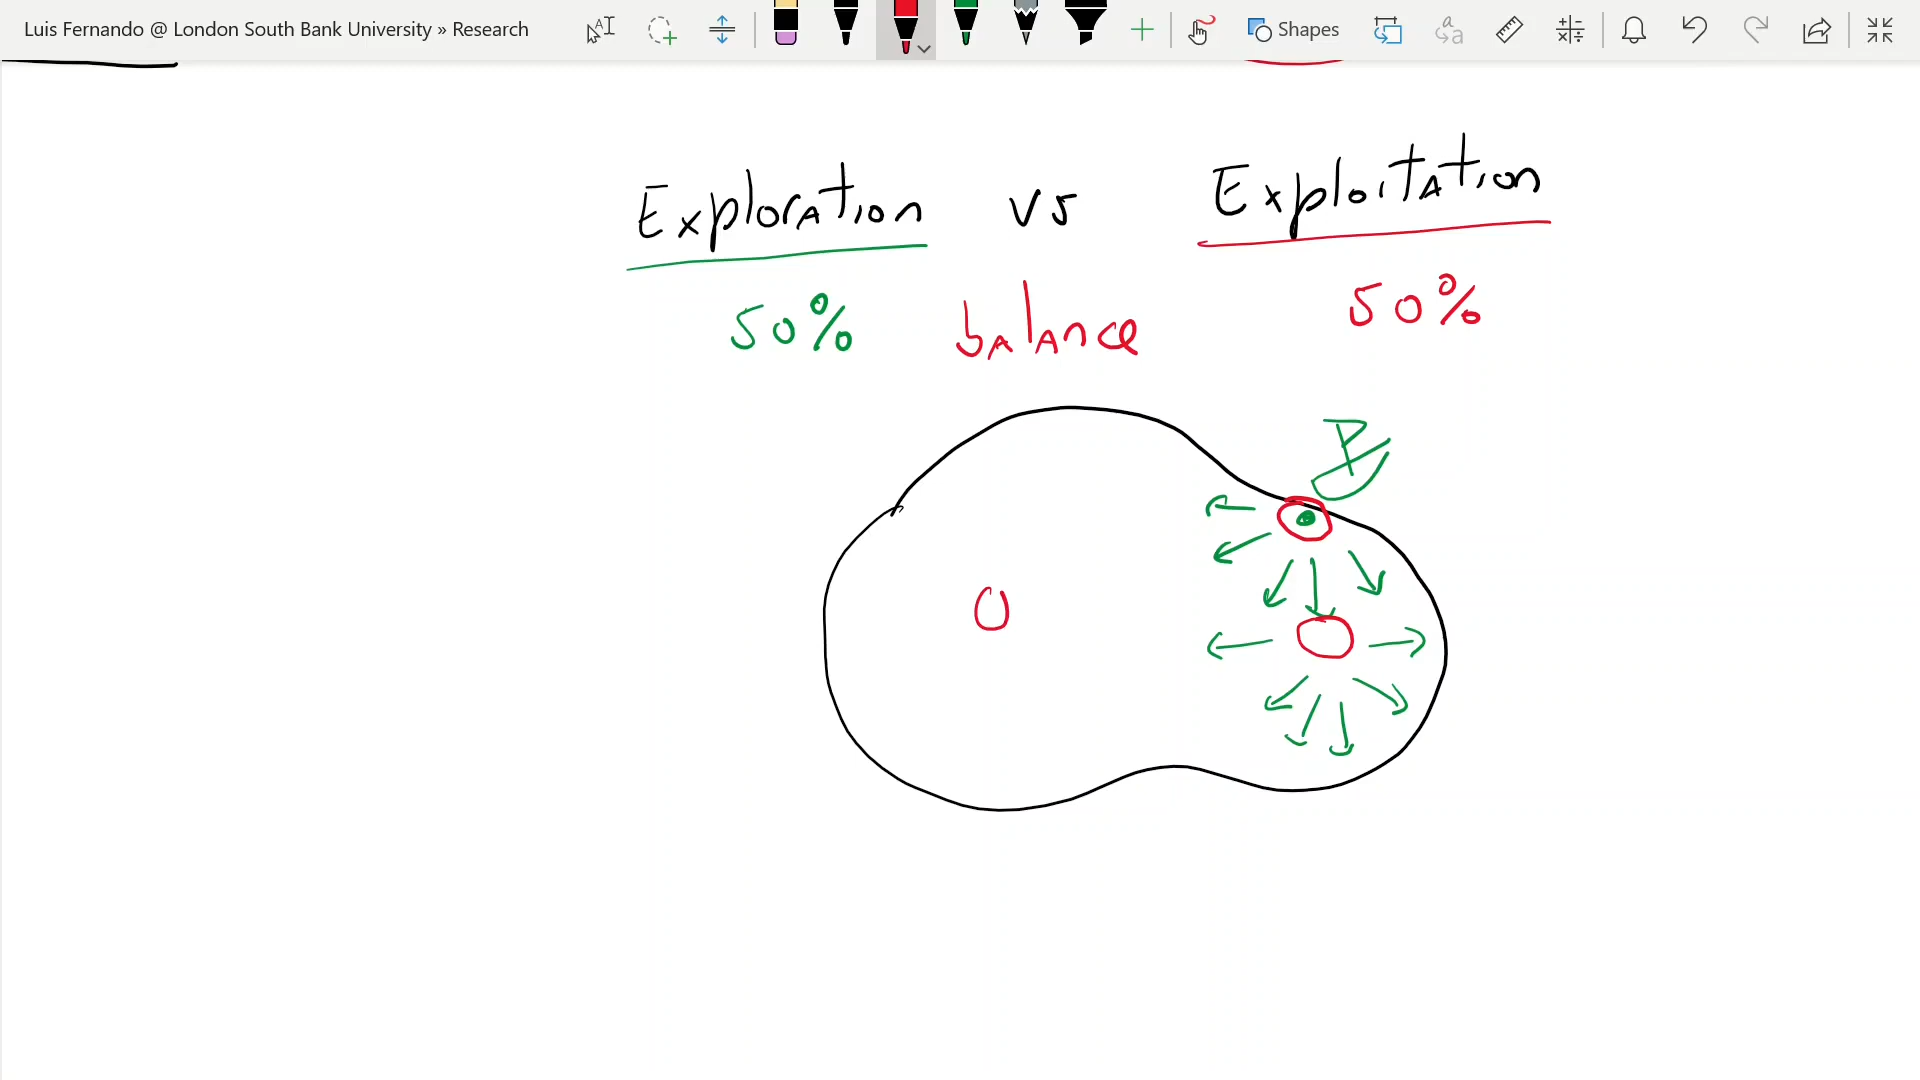 Luis Fernando @ London South Bank University » Research
Shapes
Exploration vs Exploitation
50% balance 50%